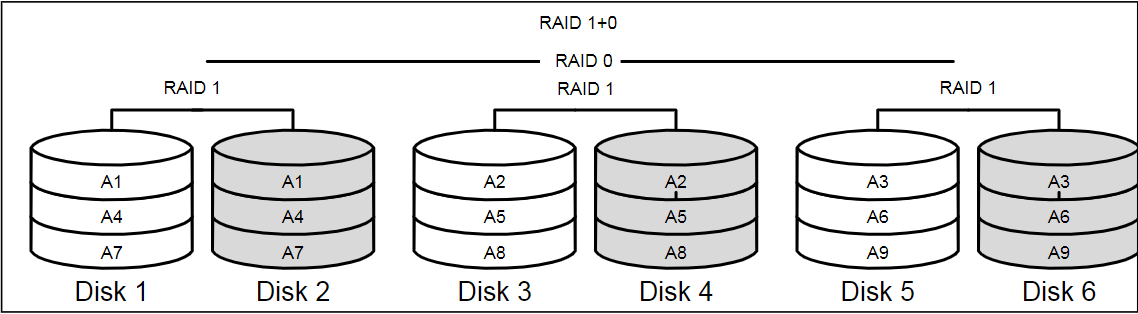 RAID 1+0
RAID 0
RAID 1 RAID 1 RAID 1
A1 A1 A2 A2 A3 A3
A4 A4 A5 A5 A6 A6
A7 A7 A8 A8 A9 A9
Disk 1 Disk 2 Disk 3 Disk 4 Disk 5 Disk 6